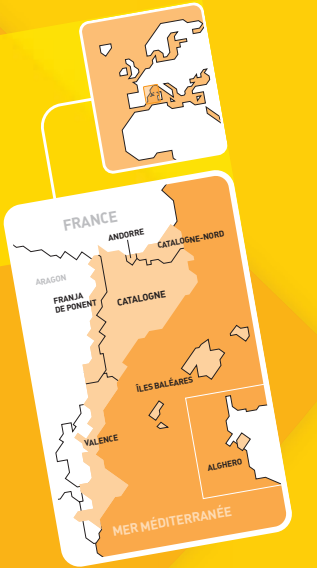 FRANCE
ANDORRE
CATALOGNE-NORD
ARAGON
FRANJA
DE PONENT
CATALOGNE
ÎLES BALÉARES
VALENCE
ALGHERO
MER MÉDITERRANÉE